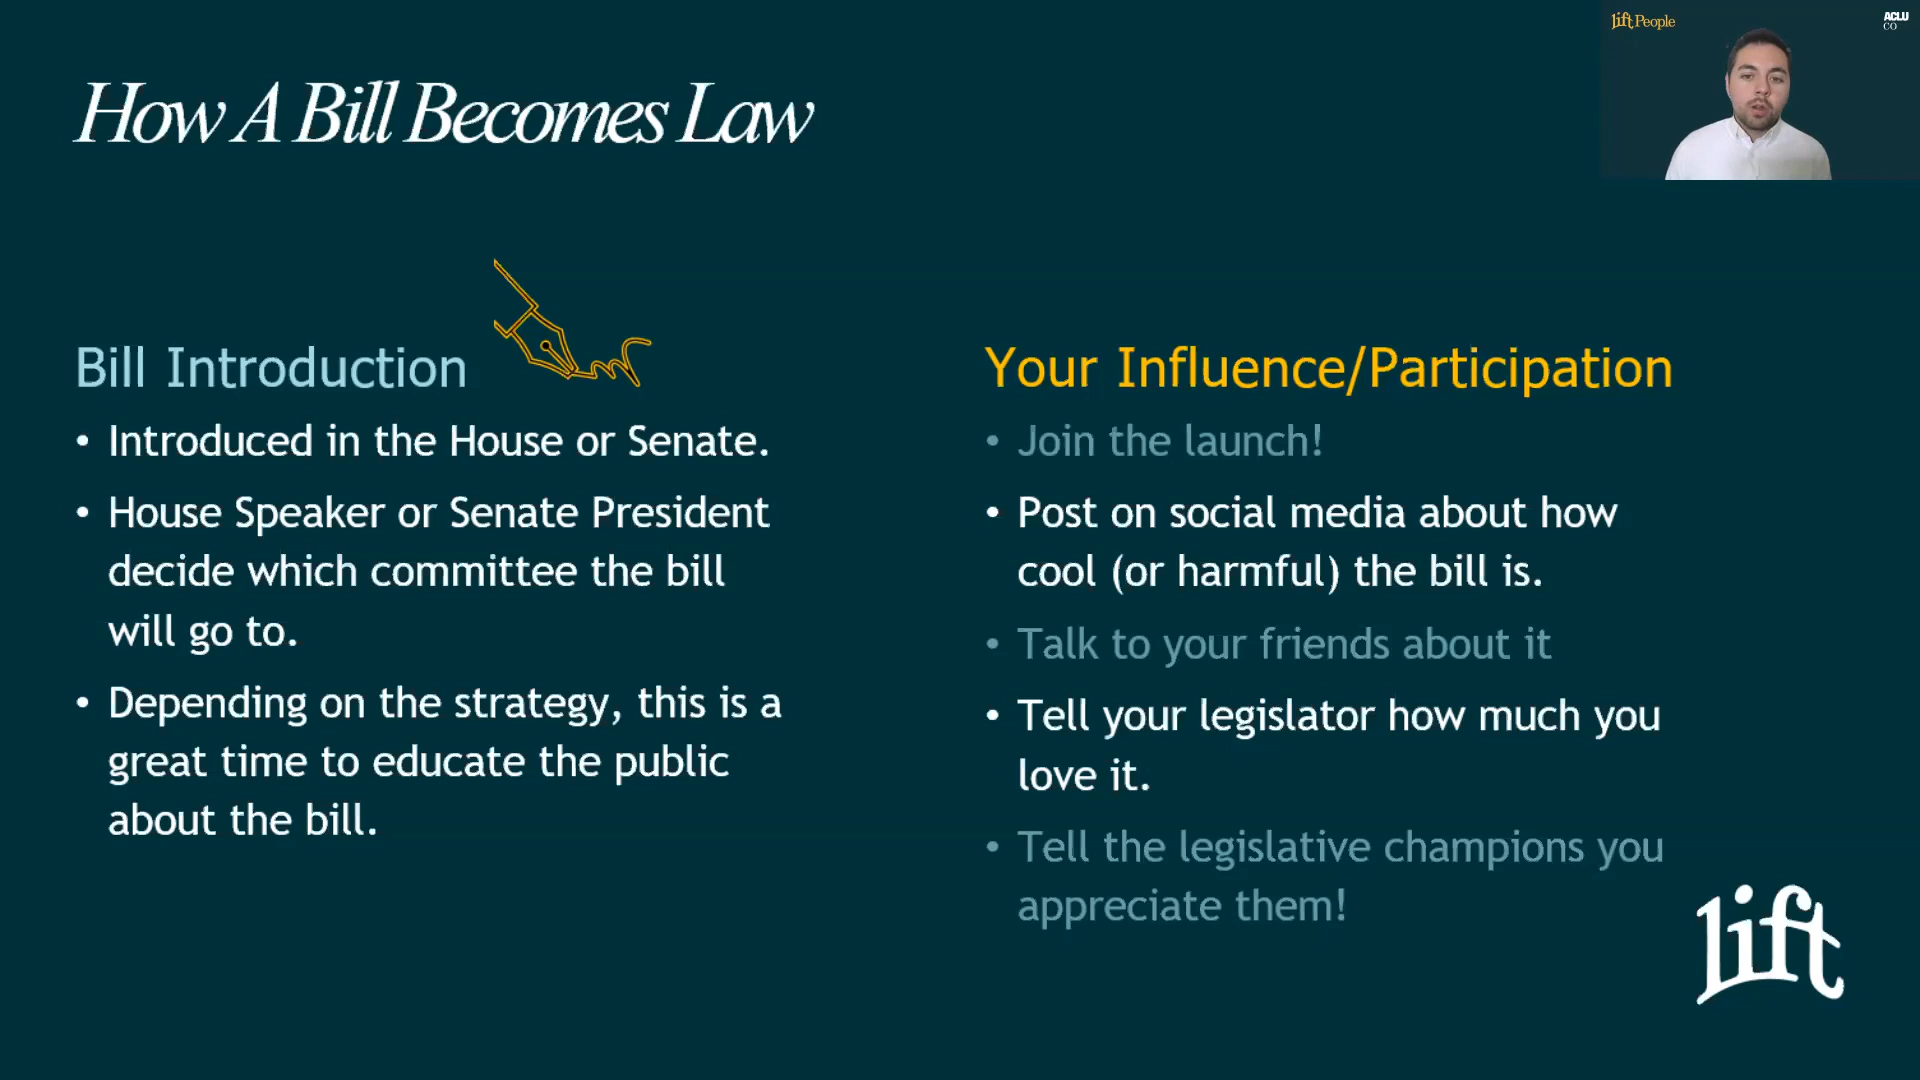 lift People
ACLU
CO
How A Bill Becomes Law
Bill Introduction
• Introduced in the House or Senate.
• House Speaker or Senate President
decide which committee the bill
will go to.
• Depending on the strategy, this is a
great time to educate the public
about the bill.
Your Influence/Participation
• Join the launch!
• Post on social media about how
cool (or harmful) the bill is.
• Talk to your friends about it
• Tell your legislator how much you
love it.
• Tell the legislative champions you
appreciate them!
lift